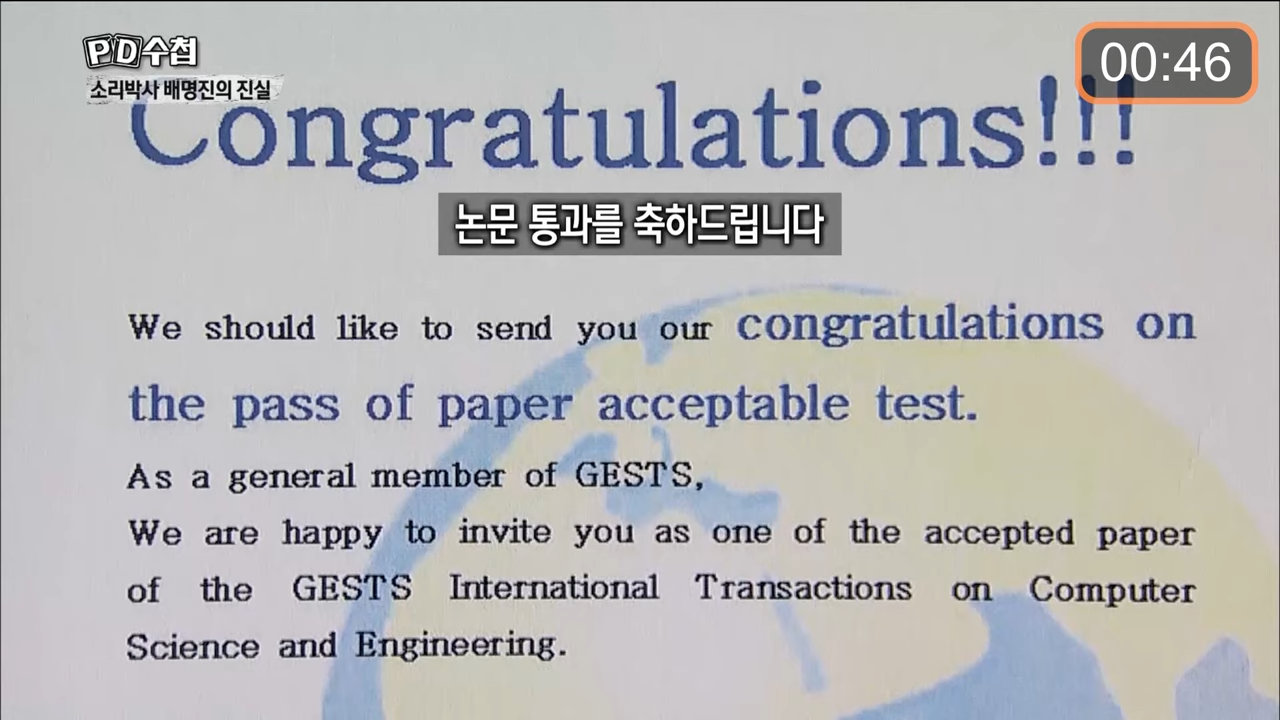 PD수첩
소리박사 배명진의 진실
00:46
Congratulations!!!
논문 통과를 축하드립니다
We should like to send you our congratulations on
the pass of paper acceptable test.
As a general member of GESTS,
We are happy to invite you as one of the accepted paper
of the GESTS International Transactions on Computer
Science and Engineering.